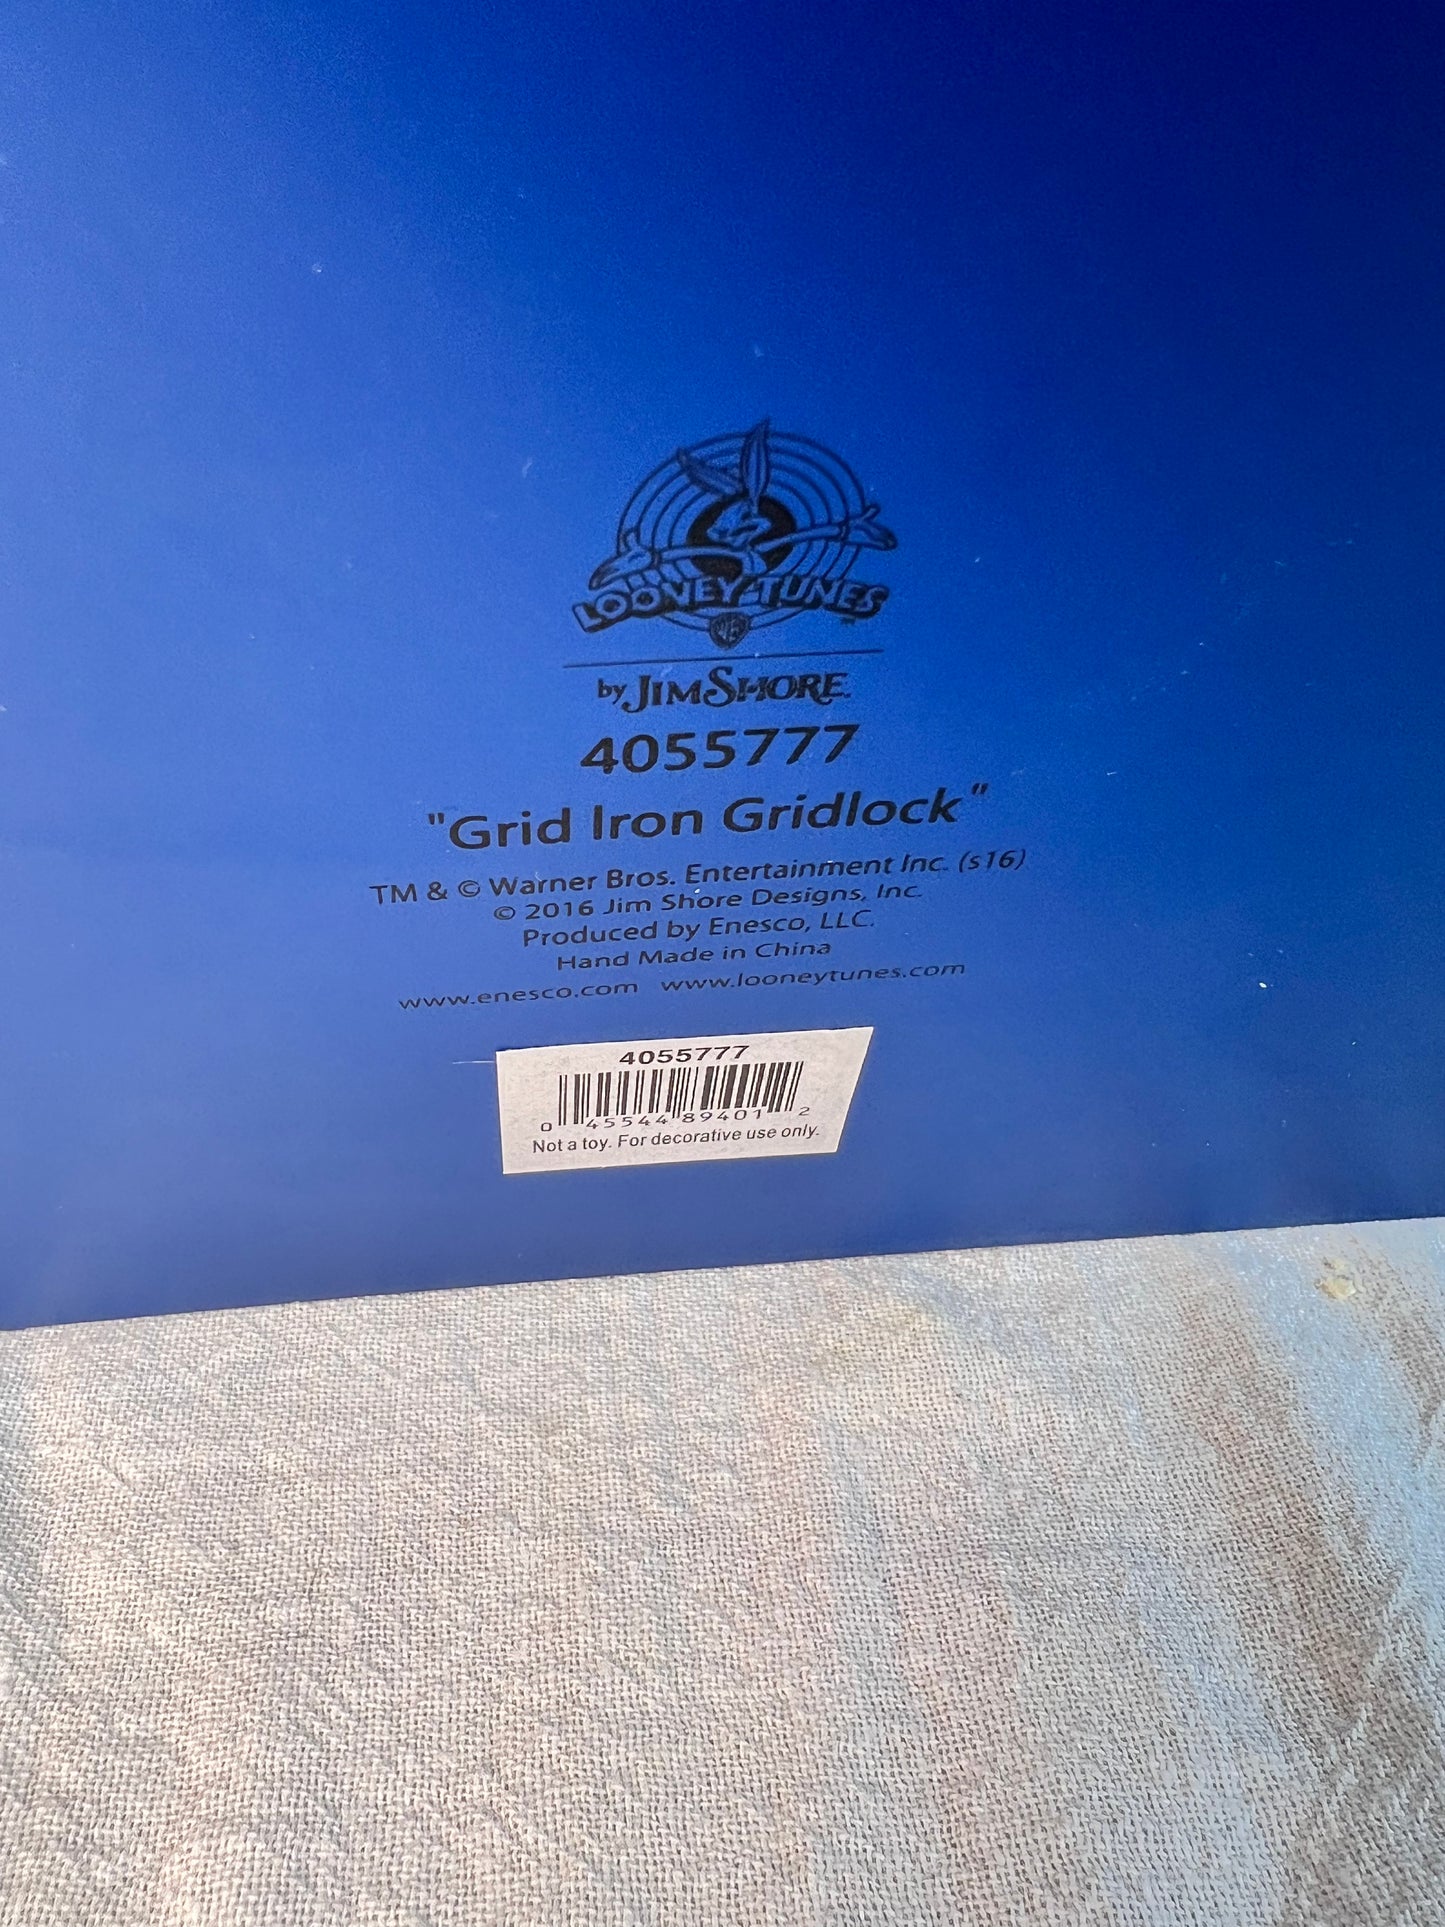 LOONEY TUNES
WB
by JIM SHORE
4055777
"Grid Iron Gridlock"
TM & © Warner Bros. Entertainment Inc. (s16)
© 2016 Jim Shore Designs, Inc.
Produced by Enesco, LLC.
Hand Made in China
www.enesco.com www.looneytunes.com
4055777
0 45544 89401 2
Not a toy. For decorative use only.